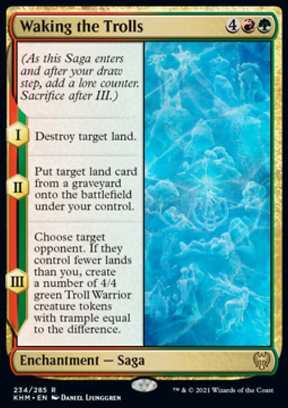 Waking the Trolls 4
(As this Saga enters
and after your draw
step, add a lore counter.
Sacrifice after III.)
I Destroy target land.
II Put target land card
from a graveyard
onto the battlefield
under your control.
III Choose target
opponent. If they
control fewer lands
than you, create
a number of 4/4
green Troll Warrior
creature tokens
with trample equal
to the difference.
Enchantment — Saga
234/285 R
KHM • EN Daniel Ljunggren
™ & © 2021 Wizards of the Coast